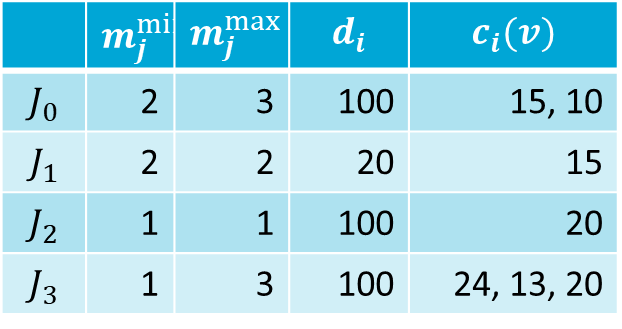 m_j^mi m_j^max d_i c_i(v)
J_0 2 3 100 15, 10
J_1 2 2 20 15
J_2 1 1 100 20
J_3 1 3 100 24, 13, 20